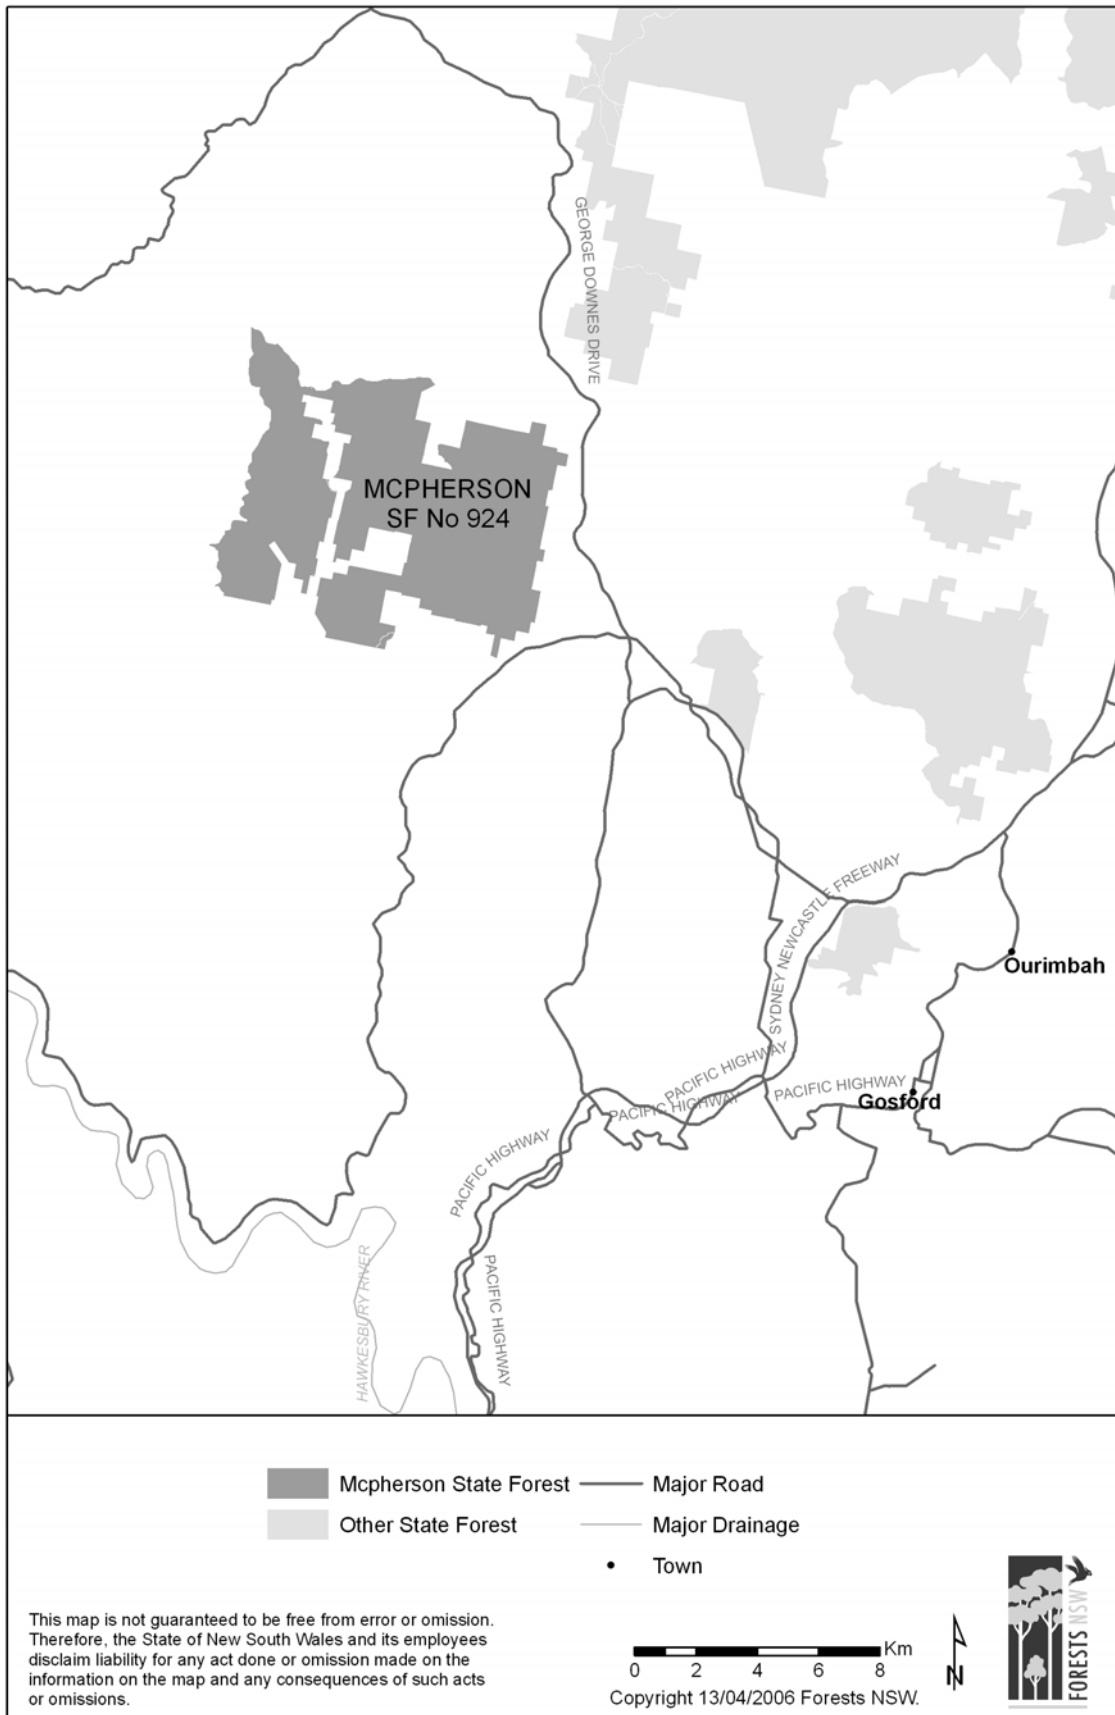 GEORGE DOWNES DRIVE
MCPHERSON
SF No 924
SYDNEY NEWCASTLE FREEWAY
Ourimbah
PACIFIC HIGHWAY
PACIFIC HIGHWAY
PACIFIC HIGHWAY
Gosford
PACIFIC HIGHWAY
HAWKESBURY RIVER
PACIFIC HIGHWAY
Mcpherson State Forest
Major Road
Other State Forest
Major Drainage
Town
This map is not guaranteed to be free from error or omission.
Therefore, the State of New South Wales and its employees
disclaim liability for any act done or omission made on the
information on the map and any consequences of such acts
or omissions.
Km
0 2 4 6 8
Copyright 13/04/2006 Forests NSW.
N
FORESTS NSW